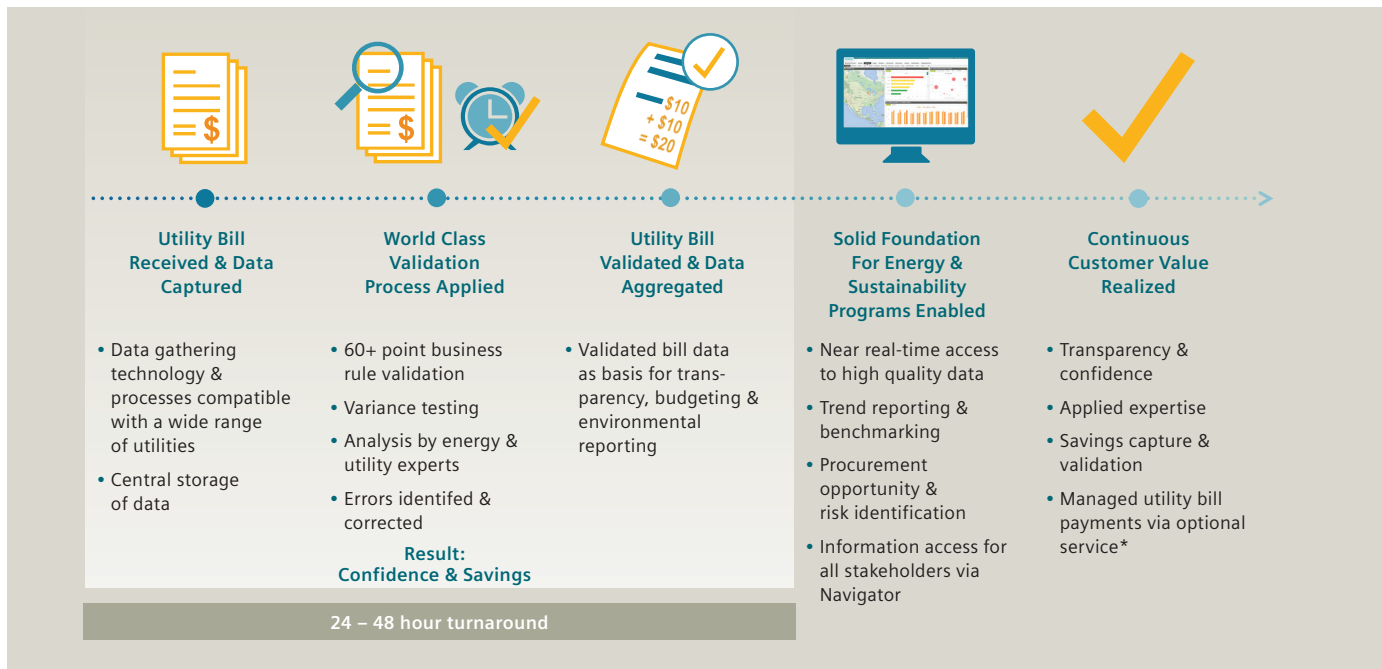 $
$
$10
+ $10
= $20
Utility Bill
Received & Data
Captured
• Data gathering
technology &
processes compatible
with a wide range
of utilities
• Central storage
of data
World Class
Validation
Process Applied
• 60+ point business
rule validation
• Variance testing
• Analysis by energy &
utility experts
• Errors identifed &
corrected
Result:
Confidence & Savings
Utility Bill
Validated & Data
Aggregated
• Validated bill data
as basis for trans-
parency, budgeting &
environmental
reporting
24 – 48 hour turnaround
Solid Foundation
For Energy &
Sustainability
Programs Enabled
• Near real-time access
to high quality data
• Trend reporting &
benchmarking
• Procurement
opportunity &
risk identification
• Information access for
all stakeholders via
Navigator
Continuous
Customer Value
Realized
• Transparency &
confidence
• Applied expertise
• Savings capture &
validation
• Managed utility bill
payments via optional
service*